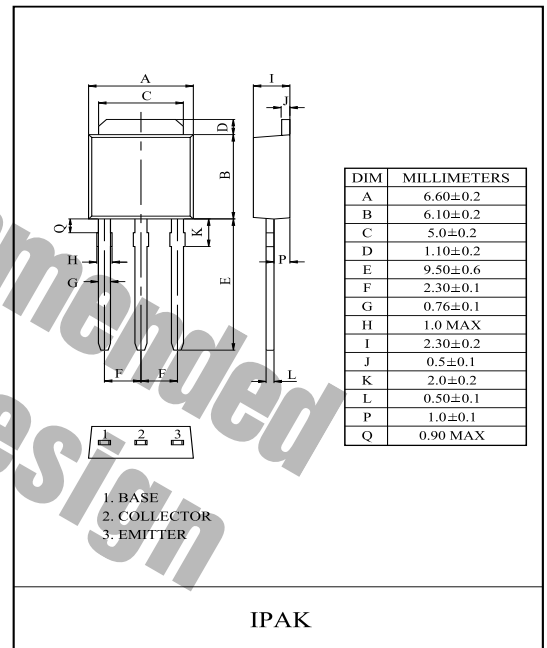 A
C
I
J
D
B
Q
K
H
P
G
E
F F
L
1 2 3
1. BASE
2. COLLECTOR
3. EMITTER
DIM MILLIMETERS
A 6.60±0.2
B 6.10±0.2
C 5.0±0.2
D 1.10±0.2
E 9.50±0.6
F 2.30±0.1
G 0.76±0.1
H 1.0 MAX
I 2.30±0.2
J 0.5±0.1
K 2.0±0.2
L 0.50±0.1
P 1.0±0.1
Q 0.90 MAX
IPAK